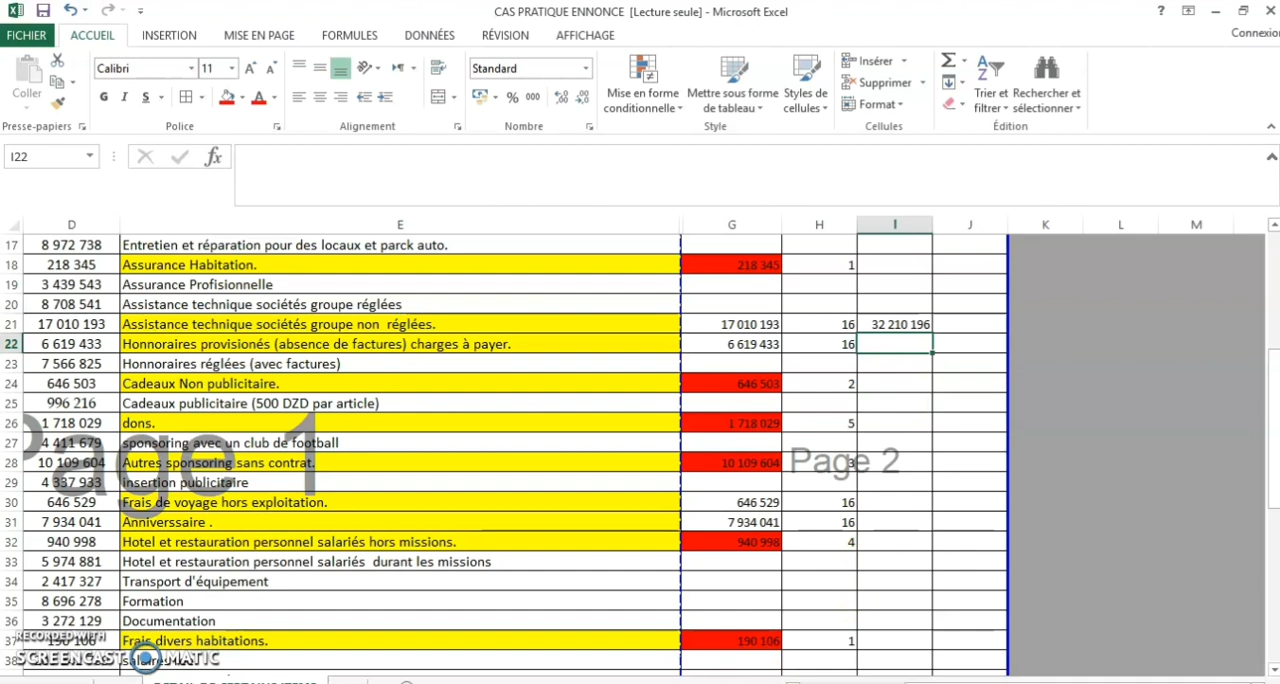 CAS PRATIQUE ENNONCE [Lecture seule] - Microsoft Excel
FICHIER ACCUEIL INSERTION MISE EN PAGE FORMULES DONNÉES RÉVISION AFFICHAGE Connexio
Coller Calibri 11 G I S Standard % 000
Mise en forme conditionnelle Mettre sous forme de tableau Styles de cellules
Insérer Supprimer Format
Trier et filtrer Rechercher et sélectionner
Presse-papiers Police Alignement Nombre Style Cellules Édition
I22 fx
D E G H I J K L M
17 8 972 738 Entretien et réparation pour des locaux et parck auto.
18 218 345 Assurance Habitation. 218 345 1
19 3 439 543 Assurance Profisionnelle
20 8 708 541 Assistance technique sociétés groupe réglées
21 17 010 193 Assistance technique sociétés groupe non réglées. 17 010 193 16 32 210 196
22 6 619 433 Honnoraires provisionés (absence de factures) charges à payer. 6 619 433 16
23 7 566 825 Honnoraires réglées (avec factures)
24 646 503 Cadeaux Non publicitaire. 646 503 2
25 996 216 Cadeaux publicitaire (500 DZD par article)
26 1 718 029 dons. 1 718 029 5
27 4 411 679 sponsoring avec un club de football
28 10 109 604 Autres sponsoring sans contrat. 10 109 604 3
Page 1 Page 2
29 4 337 933 insertion publicitaire
30 646 529 Frais de voyage hors exploitation. 646 529 16
31 7 934 041 Anniverssaire . 7 934 041 16
32 940 998 Hotel et restauration personnel salariés hors missions. 940 998 4
33 5 974 881 Hotel et restauration personnel salariés durant les missions
34 2 417 327 Transport d'équipement
35 8 696 278 Formation
36 3 272 129 Documentation
37 190 106 Frais divers habitations. 190 106 1
38
RECORDED WITH
SCREENCAST MATIC